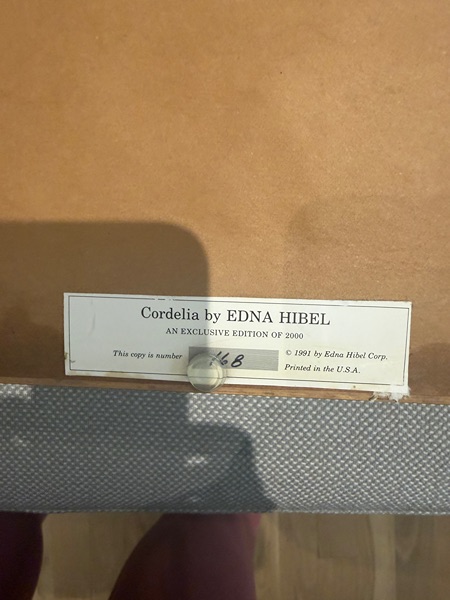 Cordelia by EDNA HIBEL
AN EXCLUSIVE EDITION OF 2000
This copy is number 168 © 1991 by Edna Hibel Corp.
Printed in the U.S.A.